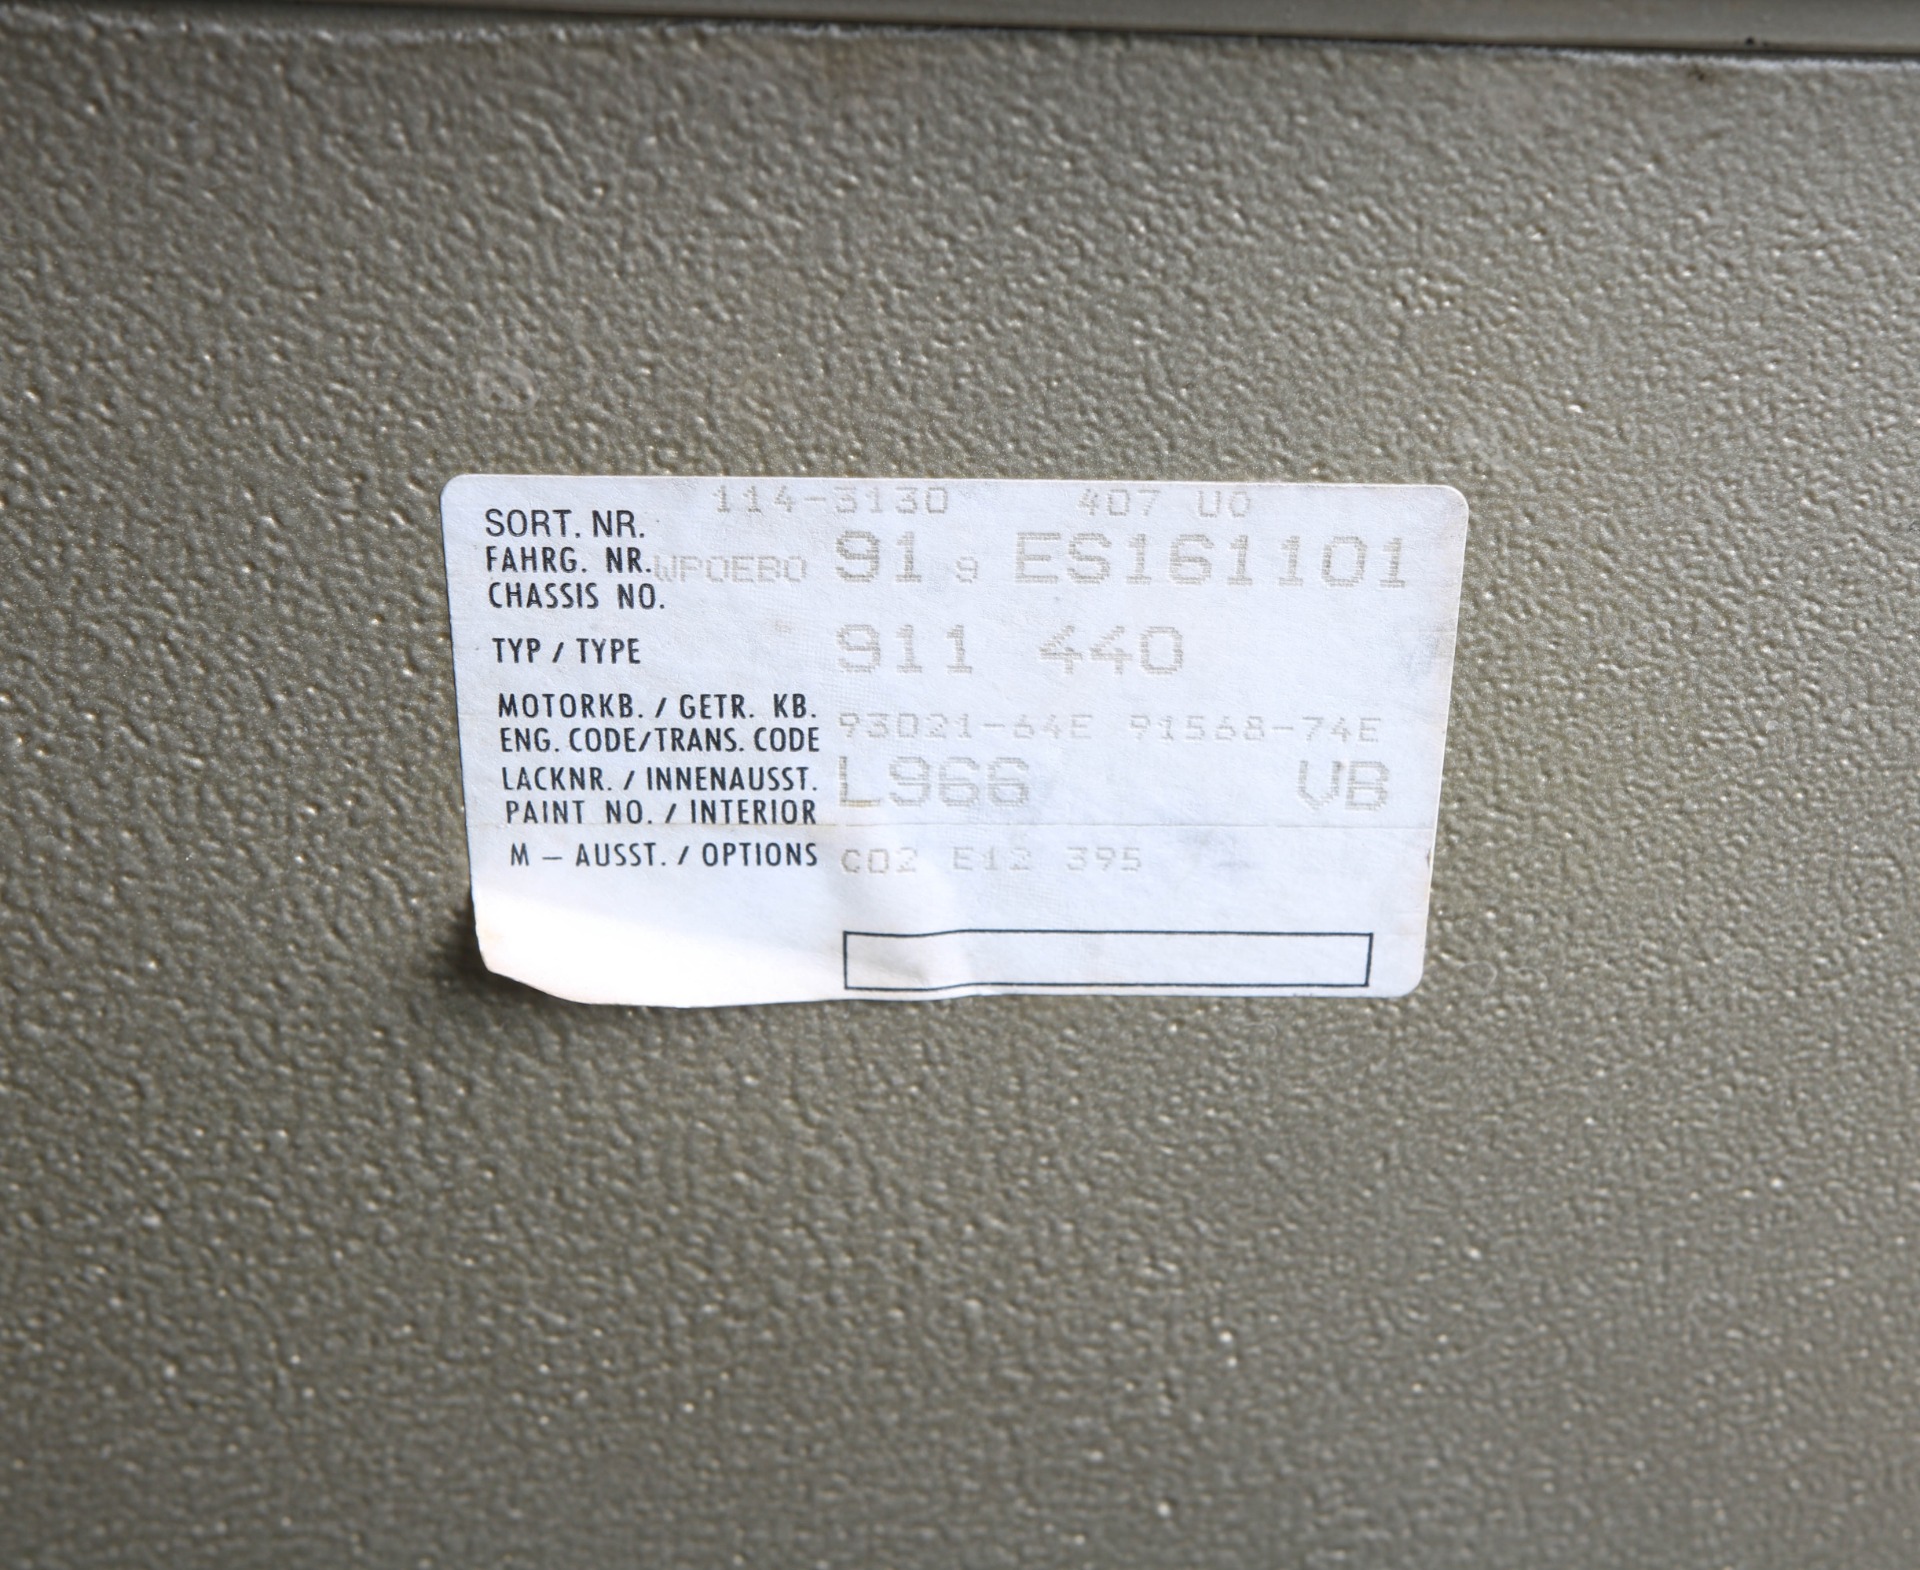 114-3130 407 U0
SORT. NR.
FAHRG. NR. WP0EB0 91 9 ES161101
CHASSIS NO.
TYP / TYPE 911 440
MOTORKB. / GETR. KB.
ENG. CODE/TRANS. CODE 93021-64E 91568-74E
LACKNR. / INNENAUSST. L966 VB
PAINT NO. / INTERIOR
M – AUSST. / OPTIONS C02 E12 395